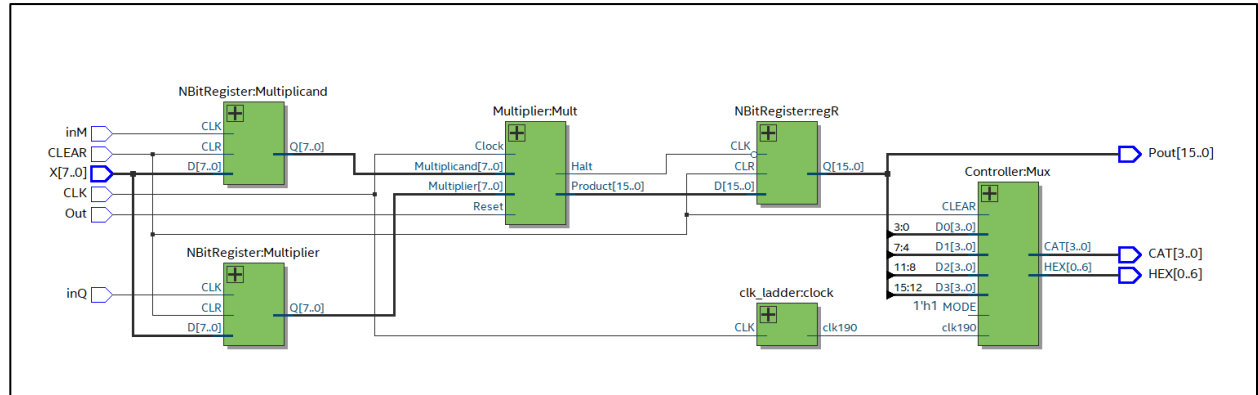 NBitRegister:Multiplicand
inM
CLEAR
X[7..0]
CLK
Out
CLK
CLR
D[7..0]
Q[7..0]
NBitRegister:Multiplier
inQ
CLK
CLR
D[7..0]
Q[7..0]
Multiplier:Mult
Clock
Multiplicand[7..0]
Multiplier[7..0]
Reset
Halt
Product[15..0]
NBitRegister:regR
CLK
CLR
D[15..0]
Q[15..0]
clk_ladder:clock
CLK
clk190
Controller:Mux
CLEAR
3:0 D0[3..0]
7:4 D1[3..0]
11:8 D2[3..0]
15:12 D3[3..0]
1'h1 MODE
clk190
CAT[3..0]
HEX[0..6]
Pout[15..0]
CAT[3..0]
HEX[0..6]